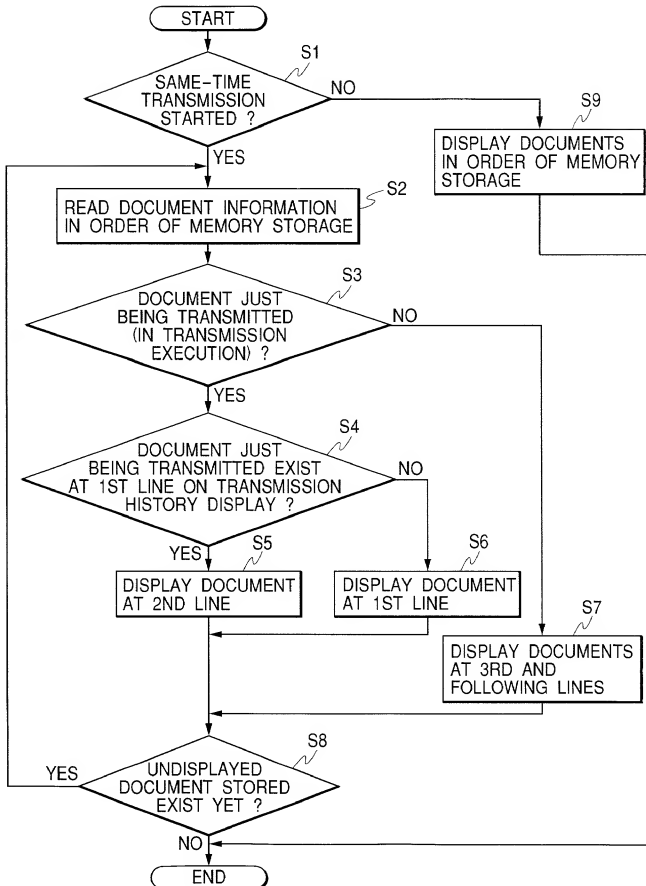 START
S1
SAME-TIME
TRANSMISSION
STARTED ?
NO
YES
S9
DISPLAY DOCUMENTS
IN ORDER OF MEMORY
STORAGE
S2
READ DOCUMENT INFORMATION
IN ORDER OF MEMORY STORAGE
S3
DOCUMENT JUST
BEING TRANSMITTED
(IN TRANSMISSION
EXECUTION) ?
NO
YES
S4
DOCUMENT JUST
BEING TRANSMITTED EXIST
AT 1ST LINE ON TRANSMISSION
HISTORY DISPLAY ?
NO
YES
S5
DISPLAY DOCUMENT
AT 2ND LINE
S6
DISPLAY DOCUMENT
AT 1ST LINE
S7
DISPLAY DOCUMENTS
AT 3RD AND
FOLLOWING LINES
S8
YES
UNDISPLAYED
DOCUMENT STORED
EXIST YET ?
NO
END